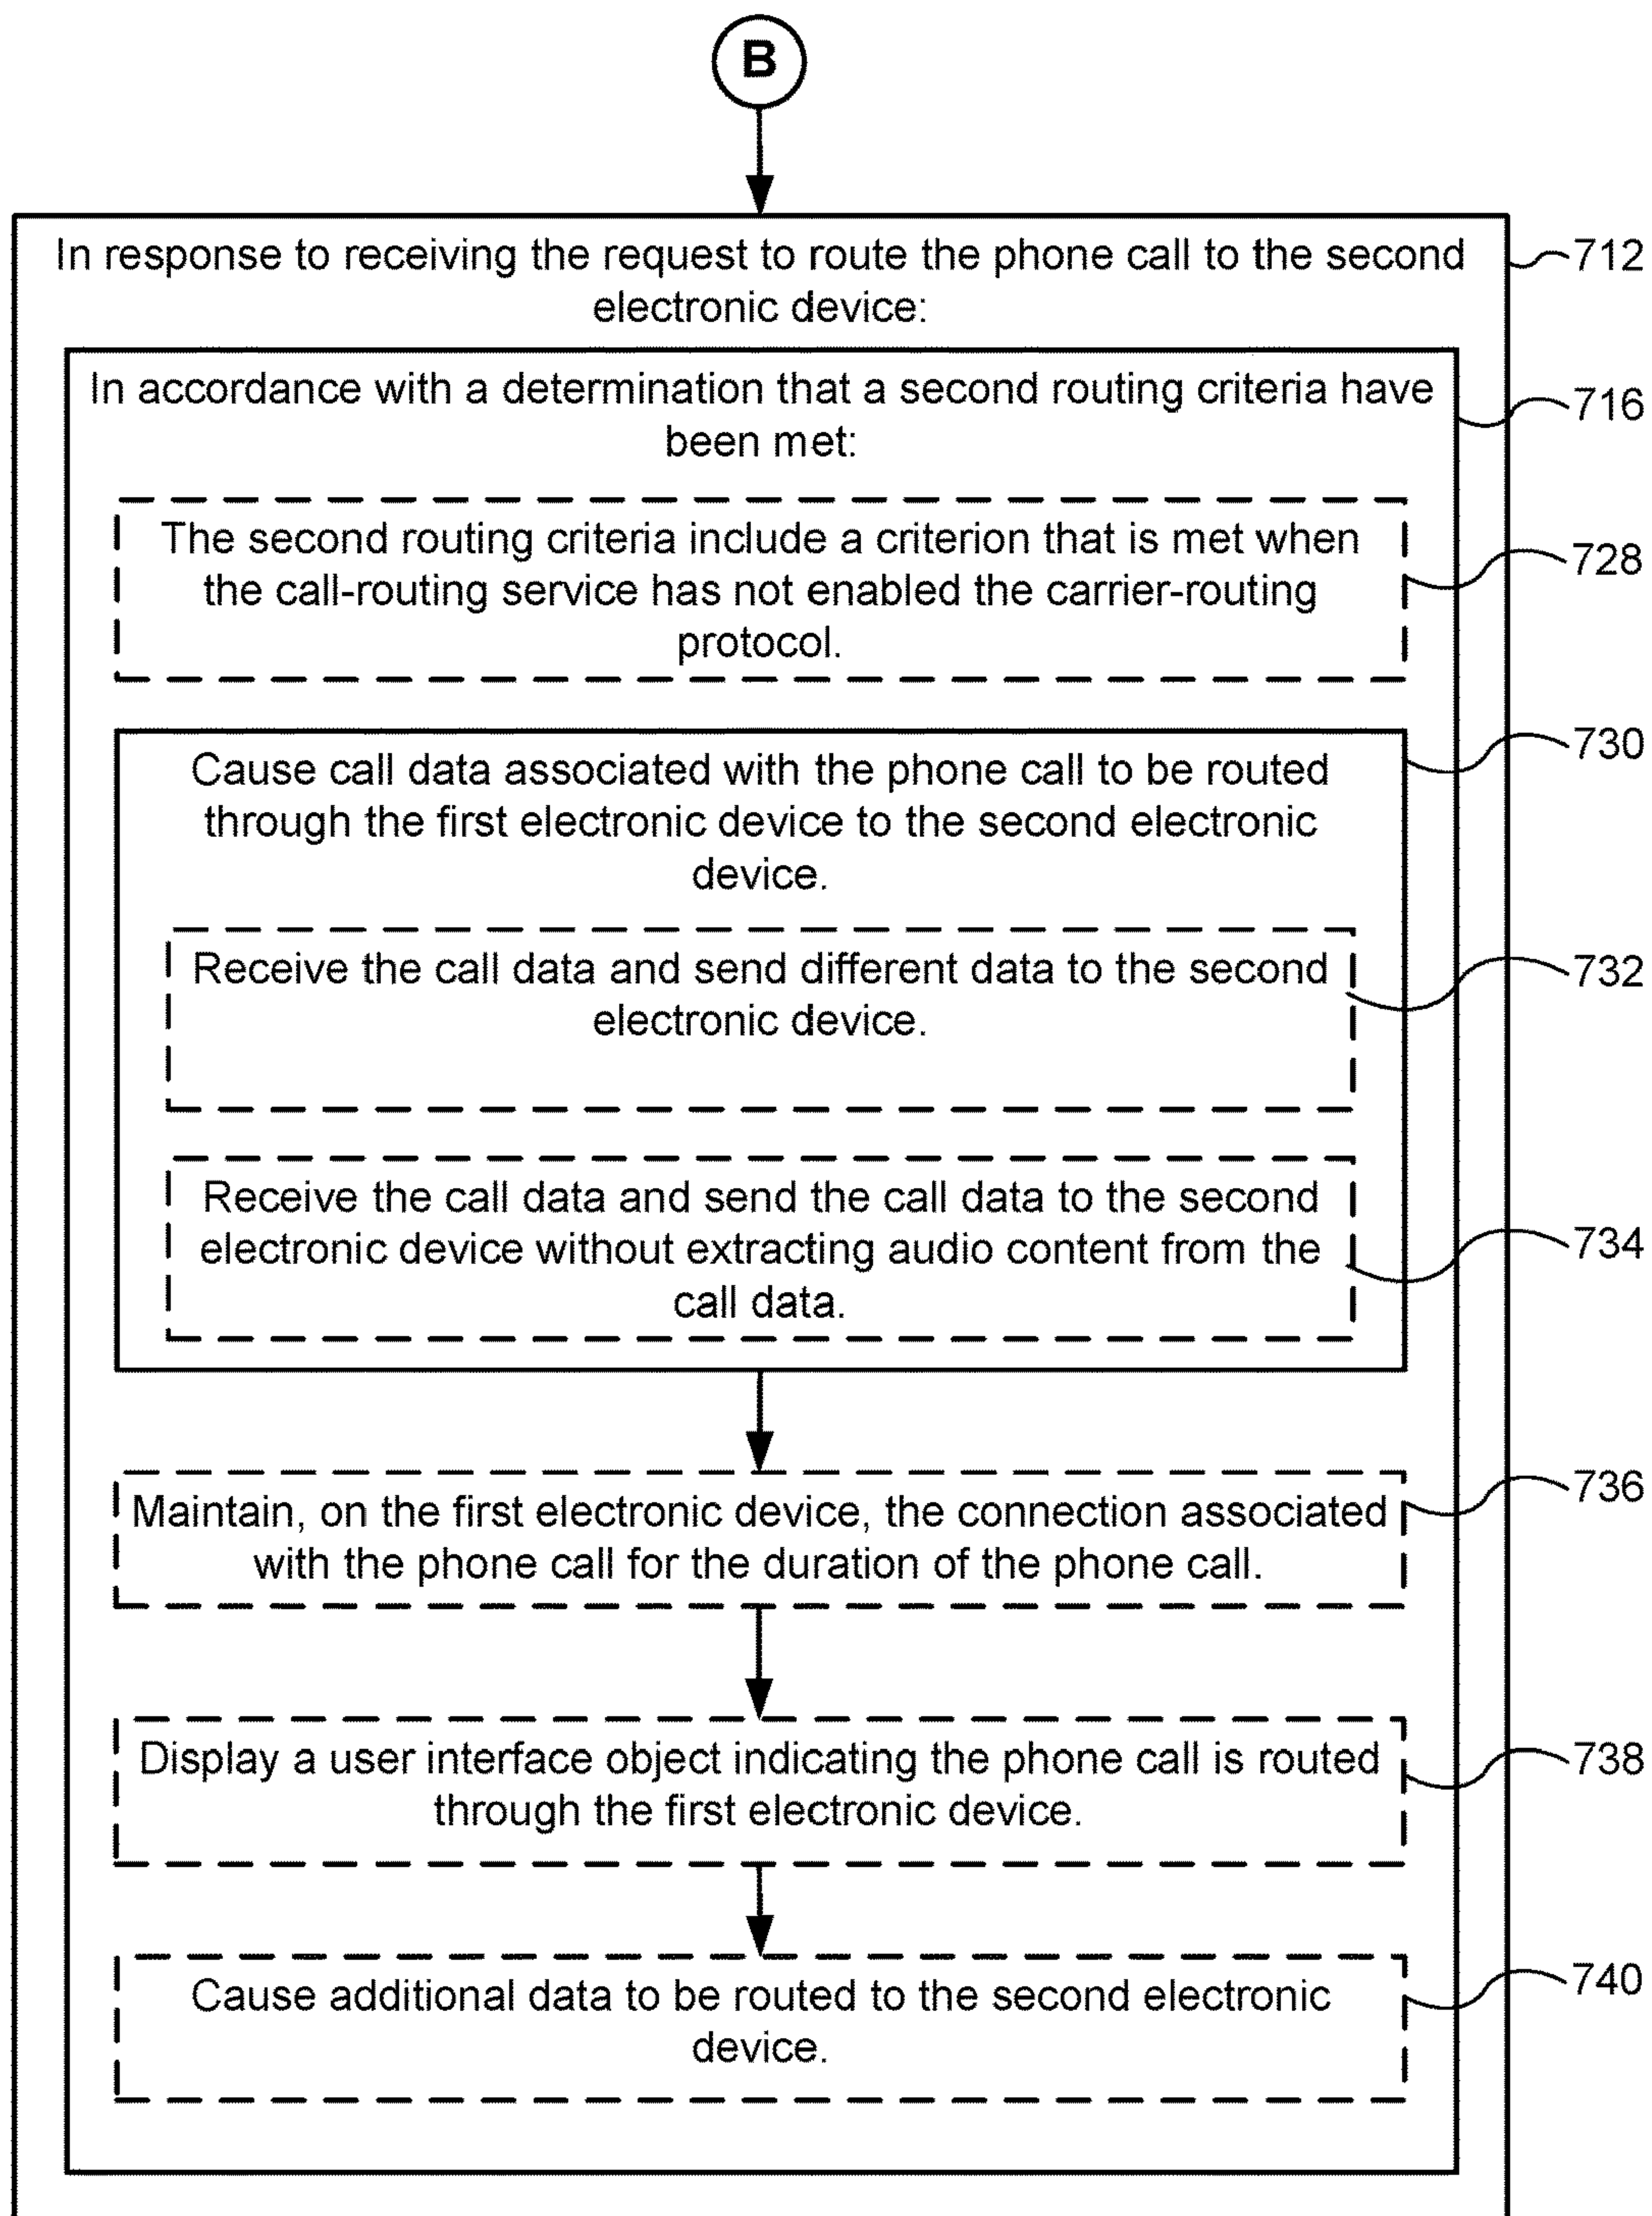 B
In response to receiving the request to route the phone call to the second
electronic device:
712
In accordance with a determination that a second routing criteria have
been met:
716
The second routing criteria include a criterion that is met when
the call-routing service has not enabled the carrier-routing
protocol.
728
Cause call data associated with the phone call to be routed
through the first electronic device to the second electronic
device.
730
Receive the call data and send different data to the second
electronic device.
732
Receive the call data and send the call data to the second
electronic device without extracting audio content from the
call data.
734
Maintain, on the first electronic device, the connection associated
with the phone call for the duration of the phone call.
736
Display a user interface object indicating the phone call is routed
through the first electronic device.
738
Cause additional data to be routed to the second electronic
device.
740